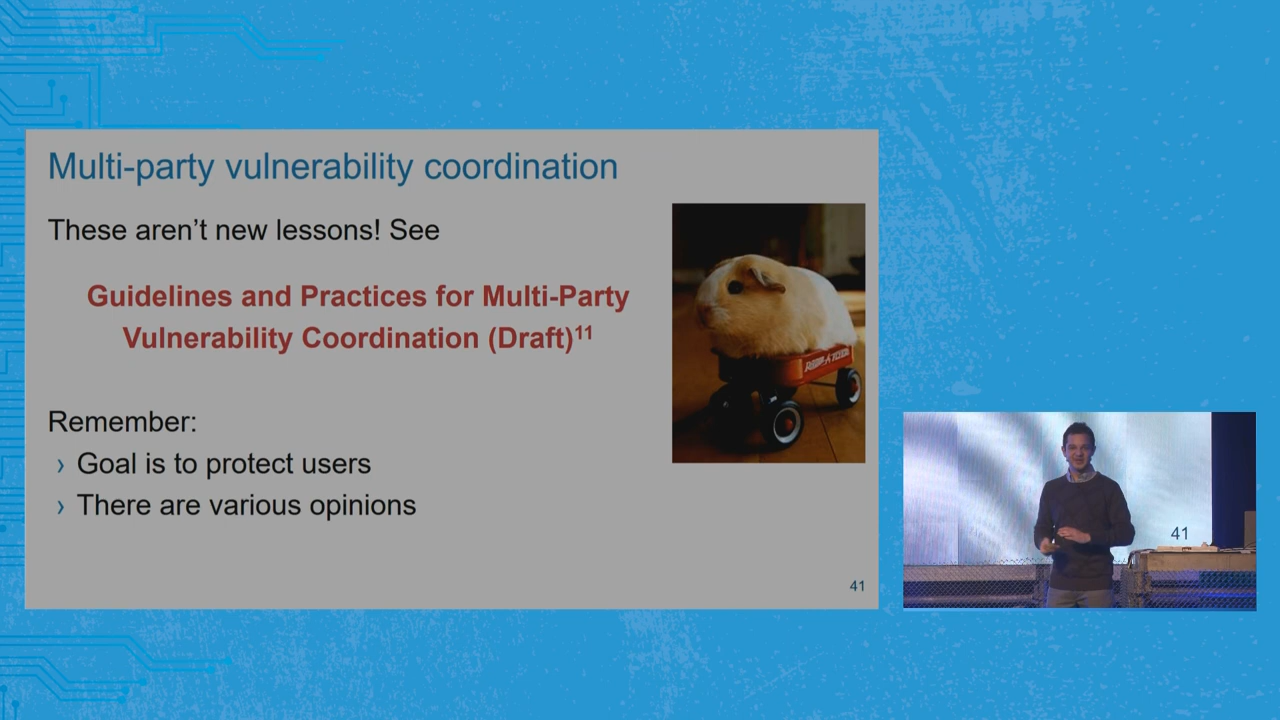 Multi-party vulnerability coordination
These aren't new lessons! See
Guidelines and Practices for Multi-Party
Vulnerability Coordination (Draft)¹¹
Remember:
› Goal is to protect users
› There are various opinions
41
41